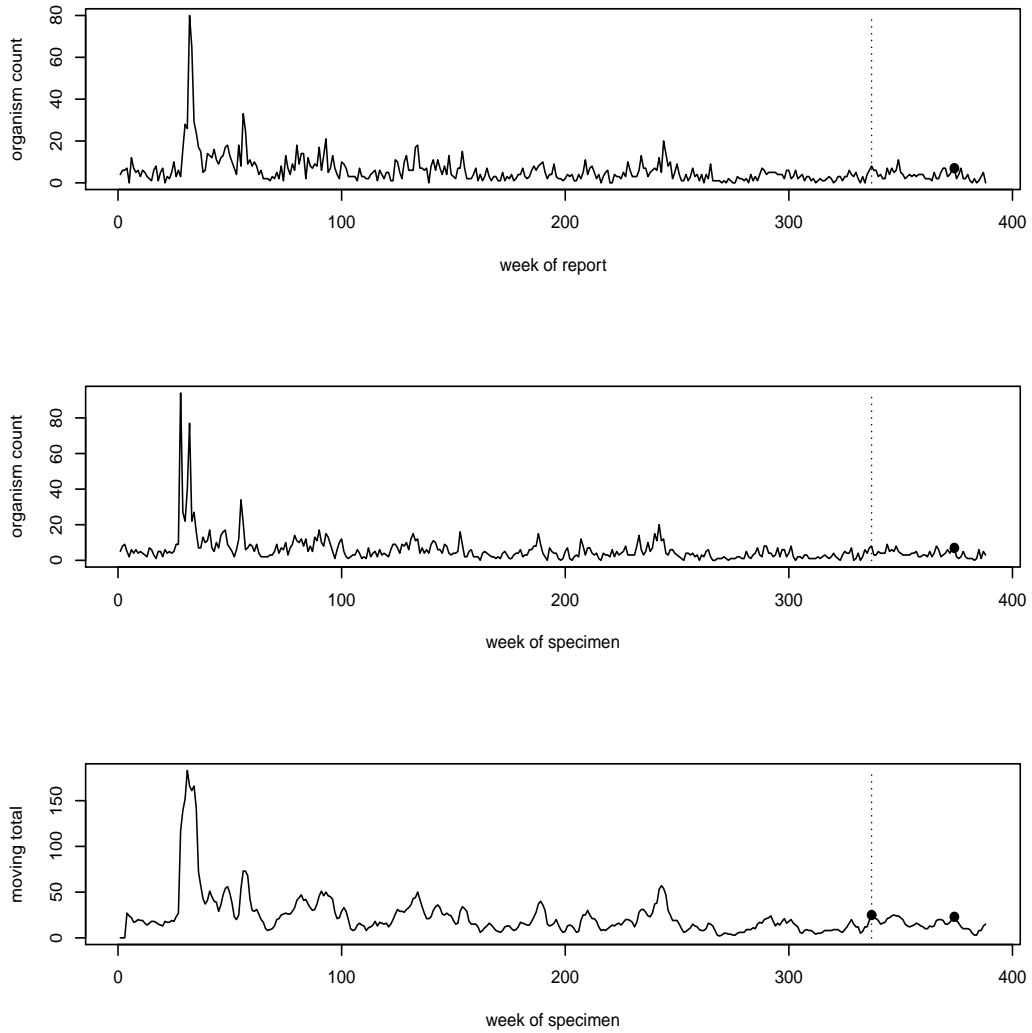 organism count
0 20 40 60 80
0 100 200 300 400
week of report
organism count
0 20 40 60 80
0 100 200 300 400
week of specimen
moving total
0 50 100 150
0 100 200 300 400
week of specimen